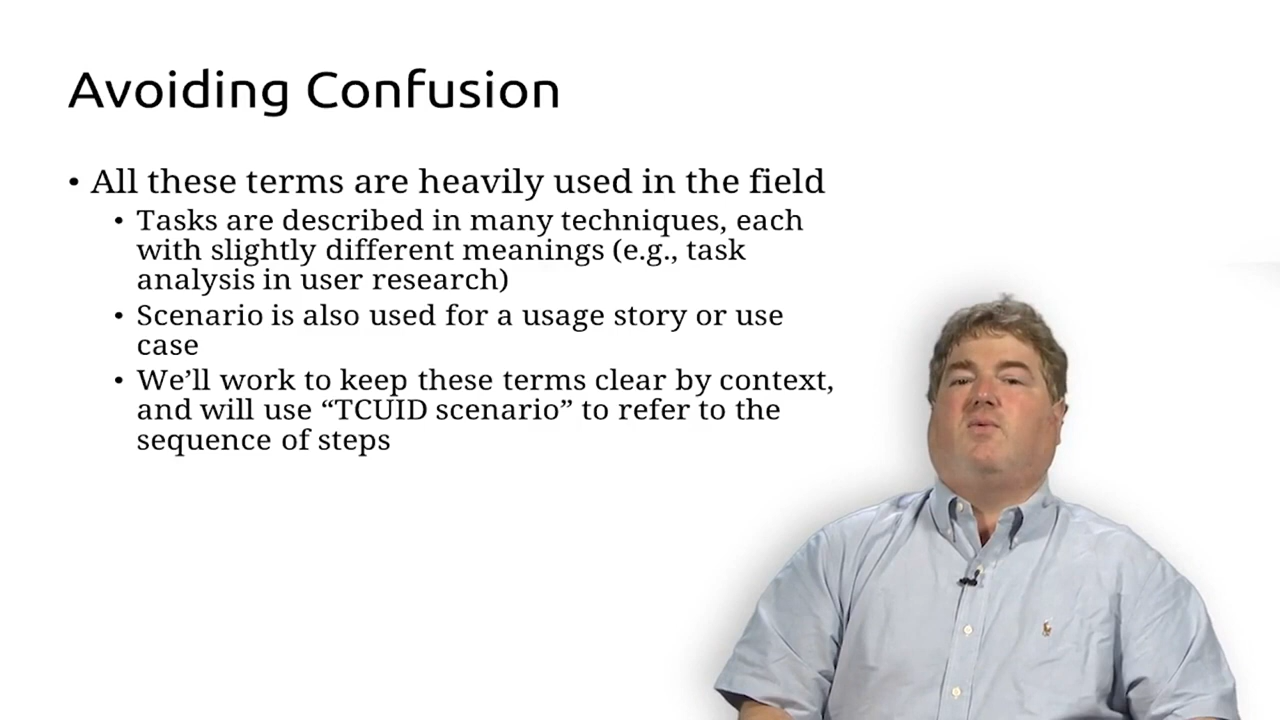 Avoiding Confusion
• All these terms are heavily used in the field
• Tasks are described in many techniques, each
with slightly different meanings (e.g., task
analysis in user research)
• Scenario is also used for a usage story or use
case
• We’ll work to keep these terms clear by context,
and will use “TCUID scenario” to refer to the
sequence of steps